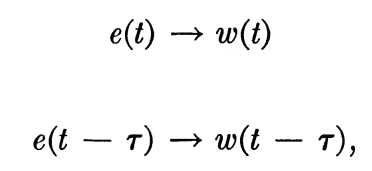 e(t) → w(t)
e(t − τ) → w(t − τ),